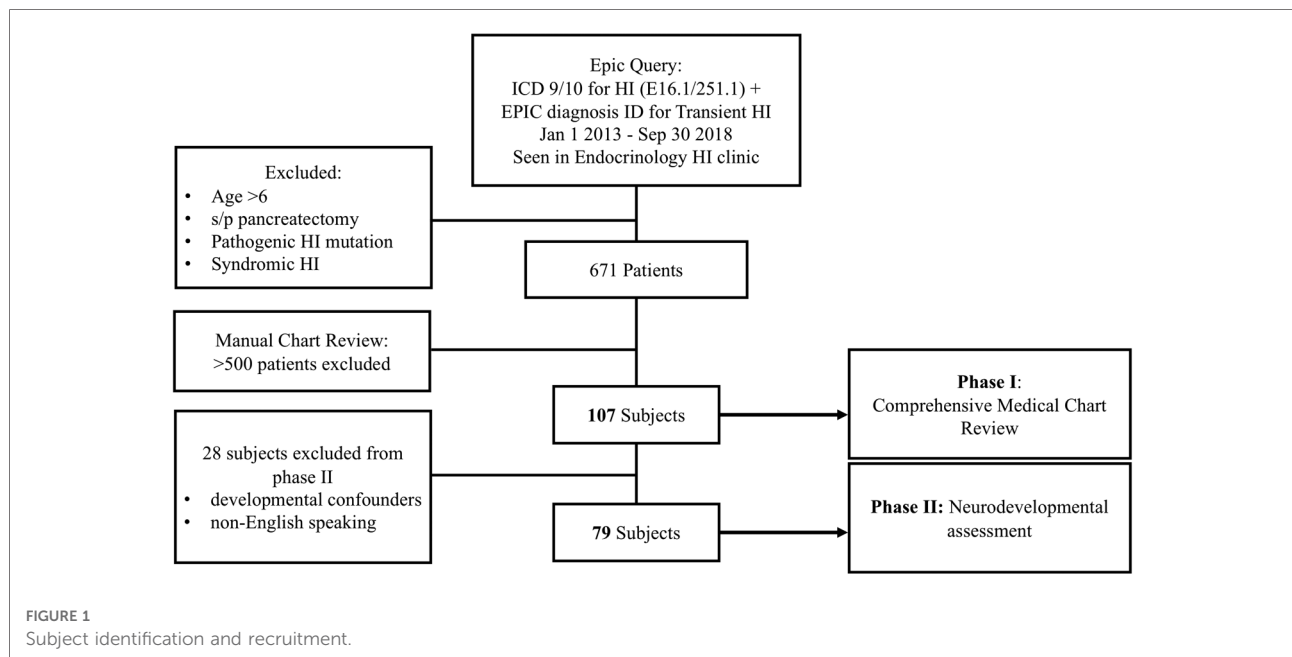 Epic Query:
ICD 9/10 for HI (E16.1/251.1) +
EPIC diagnosis ID for Transient HI
Jan 1 2013 - Sep 30 2018
Seen in Endocrinology HI clinic
Excluded:
• Age >6
• s/p pancreatectomy
• Pathogenic HI mutation
• Syndromic HI
671 Patients
Manual Chart Review:
>500 patients excluded
107 Subjects
Phase I:
Comprehensive Medical Chart
Review
28 subjects excluded from
phase II
• developmental confounders
• non-English speaking
79 Subjects
Phase II: Neurodevelopmental
assessment
FIGURE 1
Subject identification and recruitment.